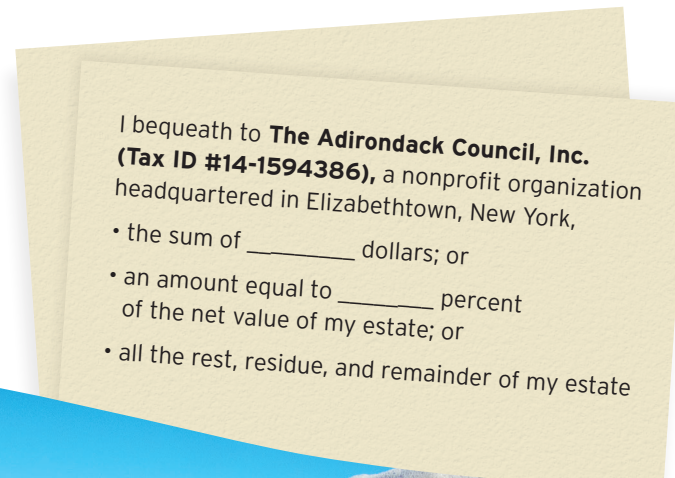 I bequeath to The Adirondack Council, Inc.
(Tax ID #14-1594386), a nonprofit organization
headquartered in Elizabethtown, New York,
• the sum of ________ dollars; or
• an amount equal to _______ percent
of the net value of my estate; or
• all the rest, residue, and remainder of my estate